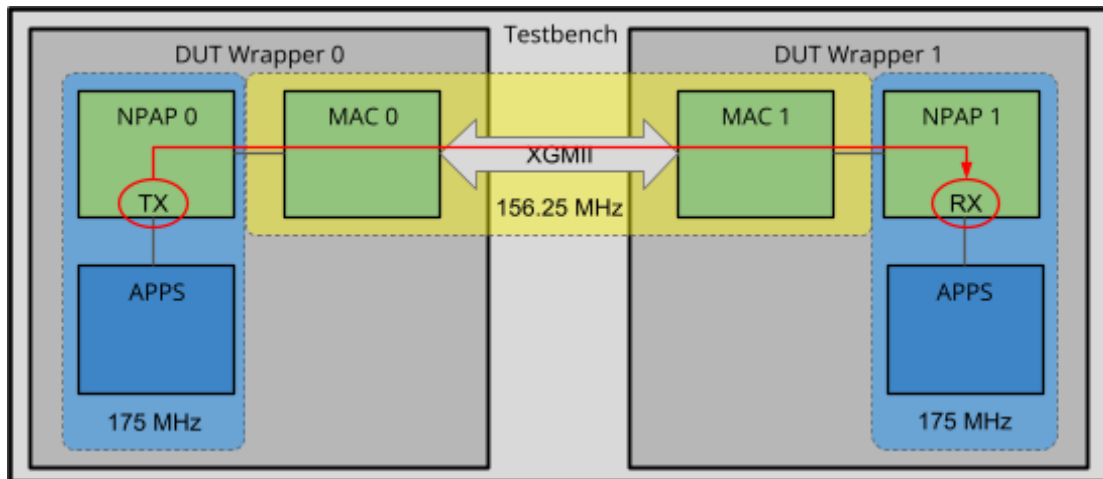 Testbench
DUT Wrapper 0
DUT Wrapper 1
NPAP 0
MAC 0
MAC 1
NPAP 1
XGMII
TX
156.25 MHz
RX
APPS
APPS
175 MHz
175 MHz